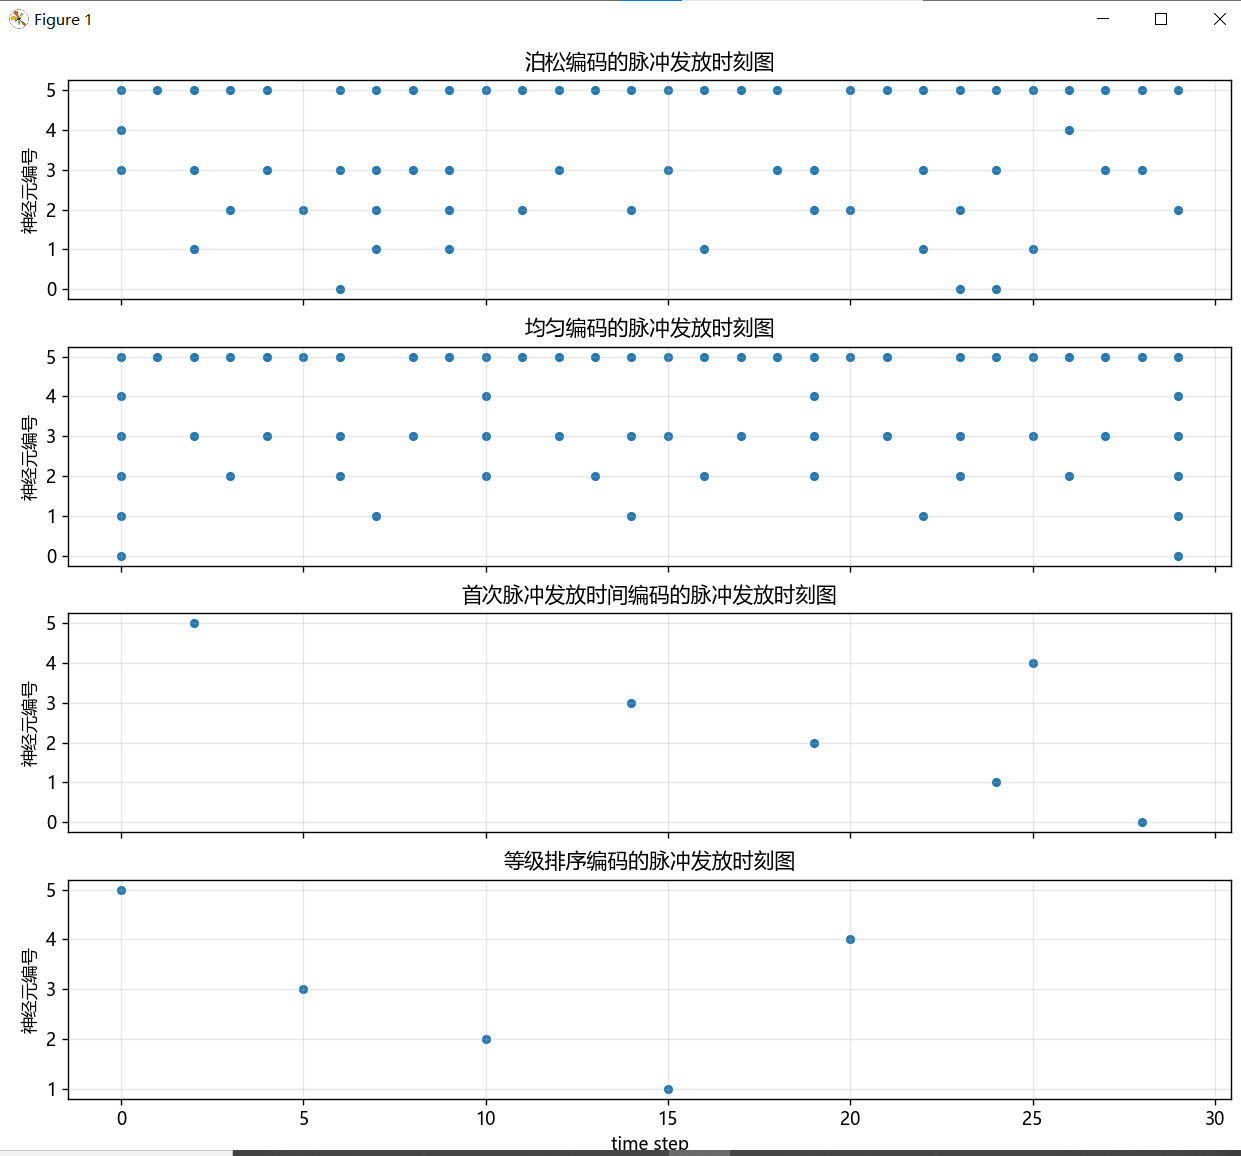 Figure 1
泊松编码的脉冲发放时刻图
神经元编号
5
4
3
2
1
0
均匀编码的脉冲发放时刻图
神经元编号
5
4
3
2
1
0
首次脉冲发放时间编码的脉冲发放时刻图
神经元编号
5
4
3
2
1
0
等级排序编码的脉冲发放时刻图
神经元编号
5
4
3
2
1
0 5 10 15 20 25 30
time step